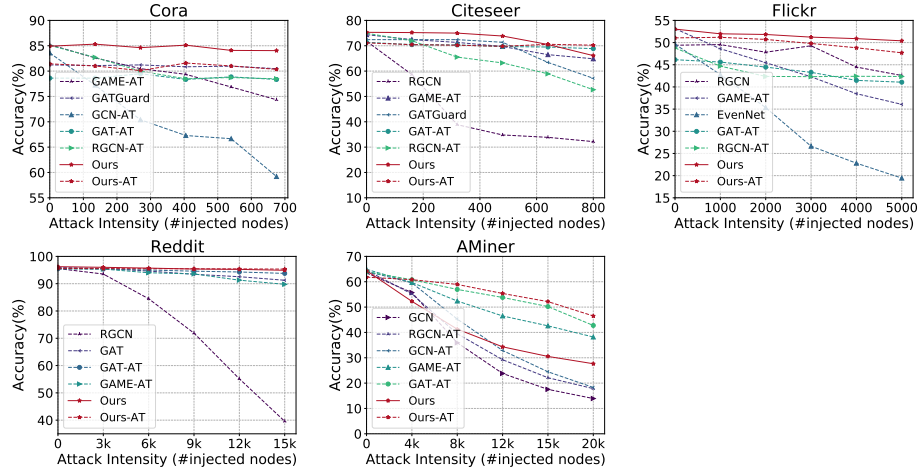 Cora
Accuracy(%)
90
85
80
75
70
65
60
55
GAME-AT
GATGuard
GCN-AT
GAT-AT
RGCN-AT
Ours
Ours-AT
0 100 200 300 400 500 600 700
Attack Intensity (#injected nodes)
Citeseer
Accuracy(%)
80
70
60
50
40
30
20
10
RGCN
GAME-AT
GATGuard
GAT-AT
RGCN-AT
Ours
Ours-AT
0 200 400 600 800
Attack Intensity (#injected nodes)
Flickr
Accuracy(%)
55
50
45
40
35
30
25
20
15
RGCN
GAME-AT
EvenNet
GAT-AT
RGCN-AT
Ours
Ours-AT
0 1000 2000 3000 4000 5000
Attack Intensity (#injected nodes)
Reddit
Accuracy(%)
100
90
80
70
60
50
40
RGCN
GAT
GAT-AT
GAME-AT
Ours
Ours-AT
0 3k 6k 9k 12k 15k
Attack Intensity (#injected nodes)
AMiner
Accuracy(%)
70
60
50
40
30
20
10
0
GCN
RGCN-AT
GCN-AT
GAME-AT
GAT-AT
Ours
Ours-AT
0 4k 8k 12k 15k 20k
Attack Intensity (#injected nodes)